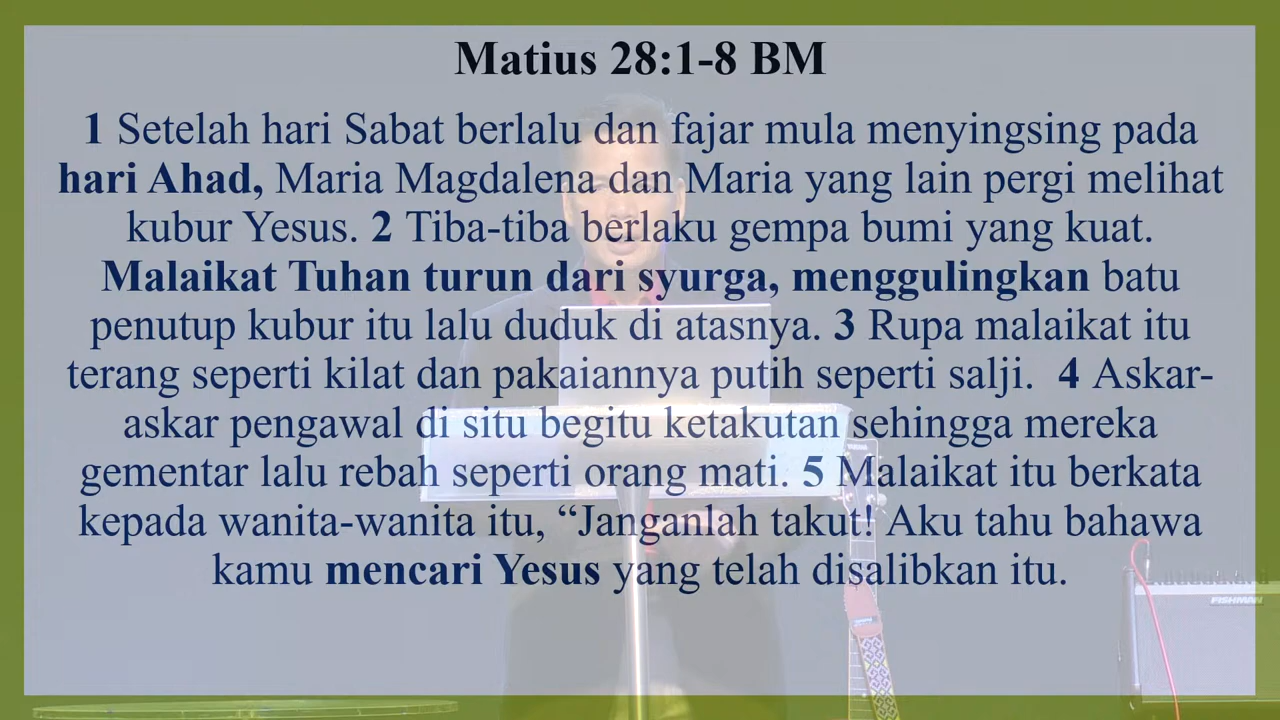 Matius 28:1-8 BM
1 Setelah hari Sabat berlalu dan fajar mula menyingsing pada
hari Ahad, Maria Magdalena dan Maria yang lain pergi melihat
kubur Yesus. 2 Tiba-tiba berlaku gempa bumi yang kuat.
Malaikat Tuhan turun dari syurga, menggulingkan batu
penutup kubur itu lalu duduk di atasnya. 3 Rupa malaikat itu
terang seperti kilat dan pakaiannya putih seperti salji. 4 Askar-
askar pengawal di situ begitu ketakutan sehingga mereka
gementar lalu rebah seperti orang mati. 5 Malaikat itu berkata
kepada wanita-wanita itu, “Janganlah takut! Aku tahu bahawa
kamu mencari Yesus yang telah disalibkan itu.
FISHMAN